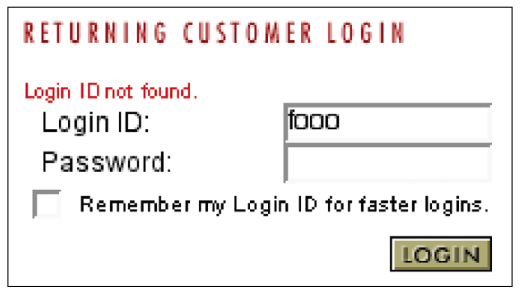 RETURNING CUSTOMER LOGIN
Login ID not found.
Login ID: fooo
Password:
Remember my Login ID for faster logins.
LOGIN